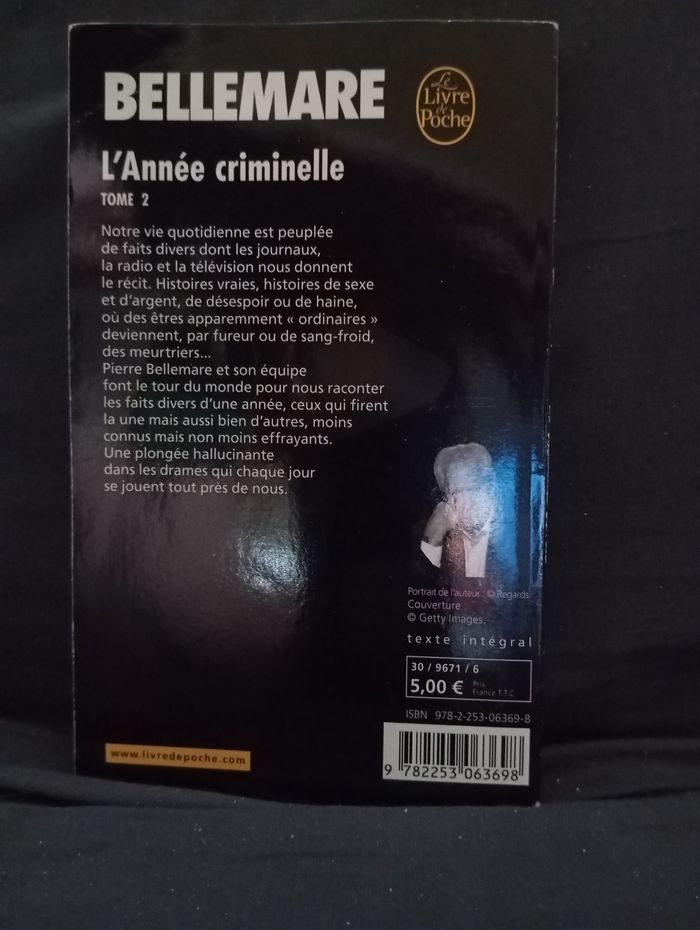 BELLEMARE
Le
Livre
de
Poche
L'Année criminelle
TOME 2
Notre vie quotidienne est peuplée
de faits divers dont les journaux,
la radio et la télévision nous donnent
le récit. Histoires vraies, histoires de sexe
et d'argent, de désespoir ou de haine,
où des êtres apparemment « ordinaires »
deviennent, par fureur ou de sang-froid,
des meurtriers...
Pierre Bellemare et son équipe
font le tour du monde pour nous raconter
les faits divers d'une année, ceux qui firent
la une mais aussi bien d'autres, moins
connus mais non moins effrayants.
Une plongée hallucinante
dans les drames qui chaque jour
se jouent tout près de nous.
Portrait de l'auteur : © Regards.
Couverture :
© Getty Images.
texte intégral
30 / 9671 / 6
5,00 € Prix
France T.T.C
ISBN 978-2-253-06369-8
9 782253 063698
www.livredepoche.com